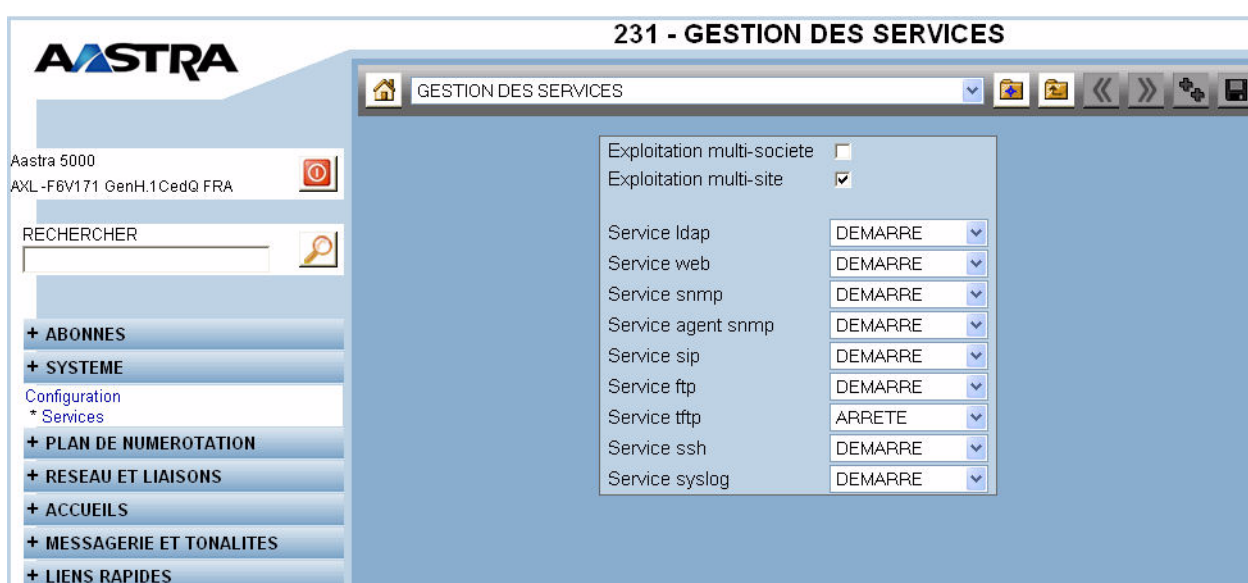 231 - GESTION DES SERVICES
AASTRA
GESTION DES SERVICES
Aastra 5000
AXL-F6V171 GenH.1CedQ FRA
RECHERCHER
+ ABONNES
+ SYSTEME
Configuration
* Services
+ PLAN DE NUMEROTATION
+ RESEAU ET LIAISONS
+ ACCUEILS
+ MESSAGERIE ET TONALITES
+ LIENS RAPIDES
Exploitation multi-societe
Exploitation multi-site
Service ldap DEMARRE
Service web DEMARRE
Service snmp DEMARRE
Service agent snmp DEMARRE
Service sip DEMARRE
Service ftp DEMARRE
Service tftp ARRETE
Service ssh DEMARRE
Service syslog DEMARRE